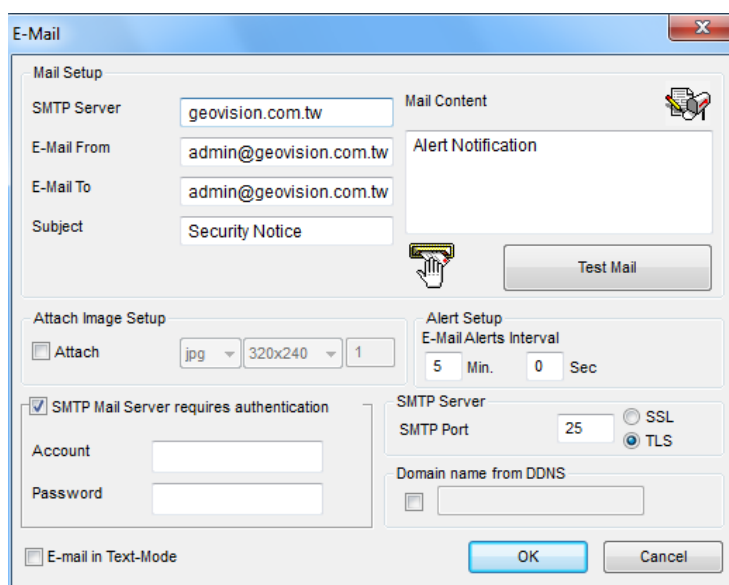 E-Mail
Mail Setup
SMTP Server
geovision.com.tw
E-Mail From
admin@geovision.com.tw
E-Mail To
admin@geovision.com.tw
Subject
Security Notice
Mail Content
Alert Notification
Test Mail
Attach Image Setup
Attach
jpg
320x240
1
Alert Setup
E-Mail Alerts Interval
5 Min. 0 Sec
SMTP Mail Server requires authentication
Account
Password
SMTP Server
SMTP Port
25
SSL
TLS
Domain name from DDNS
E-mail in Text-Mode
OK
Cancel